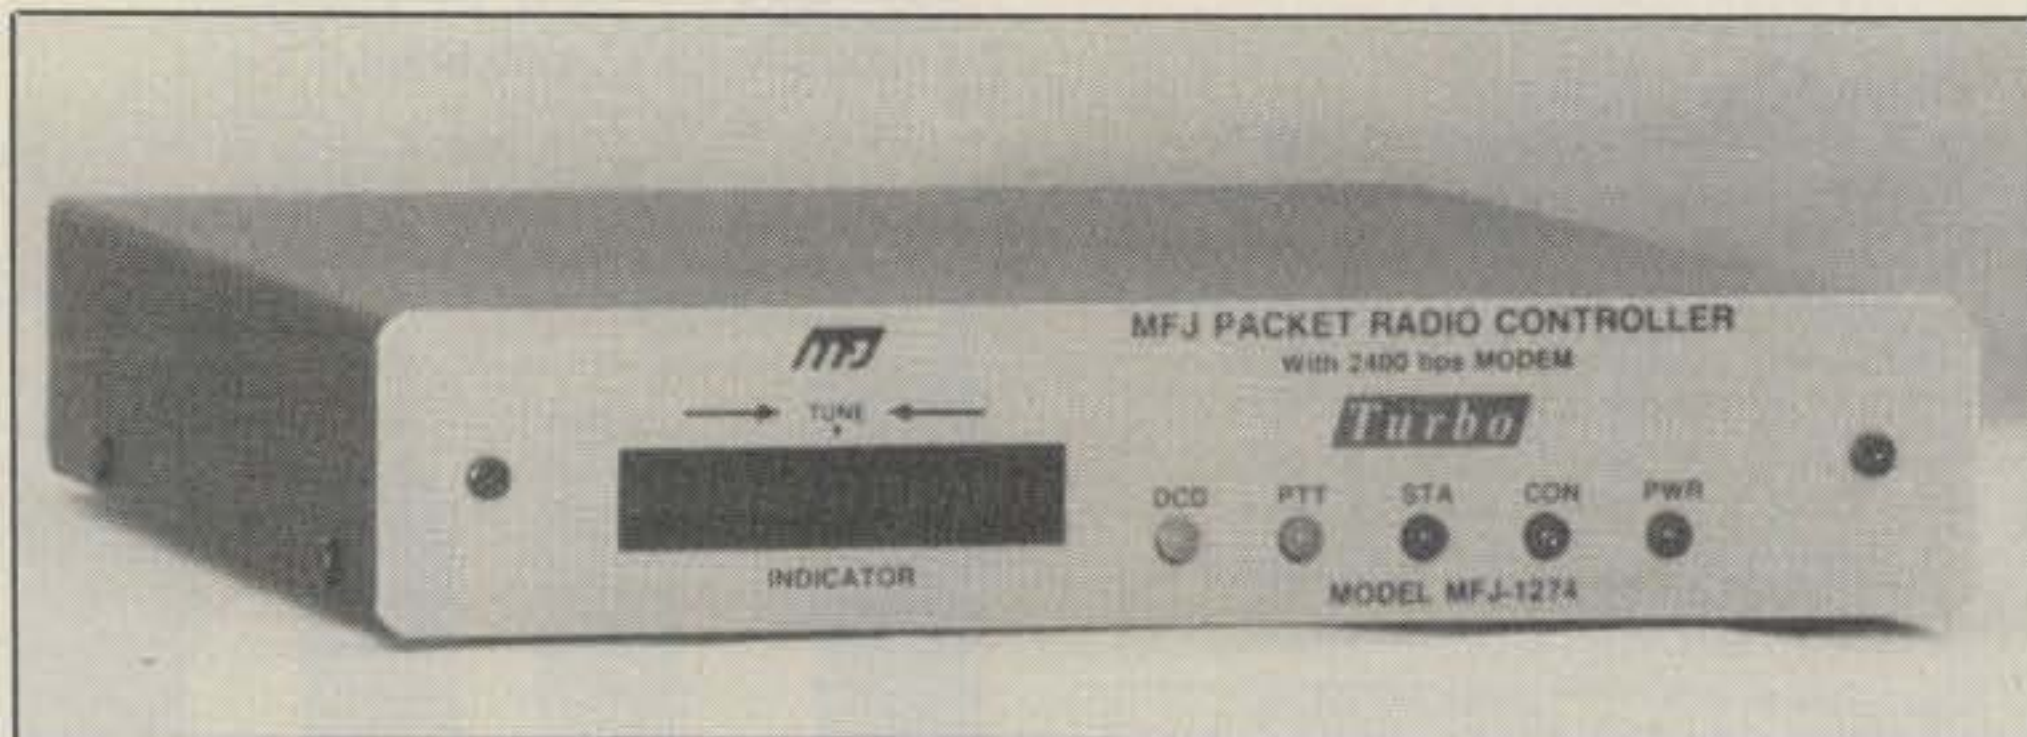 MFJ
TUNE
INDICATOR
MFJ PACKET RADIO CONTROLLER
With 2400 bps MODEM
Turbo
DCD PTT STA CON PWR
MODEL MFJ-1274